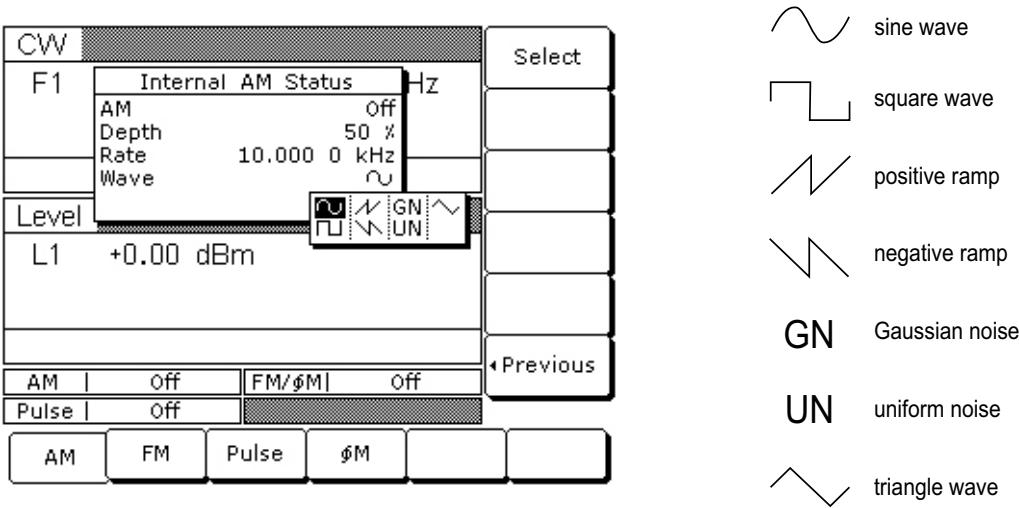 CW
F1
Hz
Internal AM Status
AM Off
Depth 50 %
Rate 10.000 0 kHz
Wave
GN
UN
Level
L1 +0.00 dBm
AM | Off
FM/ϕM| Off
Pulse | Off
Select
Previous
AM
FM
Pulse
ϕM
sine wave
square wave
positive ramp
negative ramp
GN Gaussian noise
UN uniform noise
triangle wave